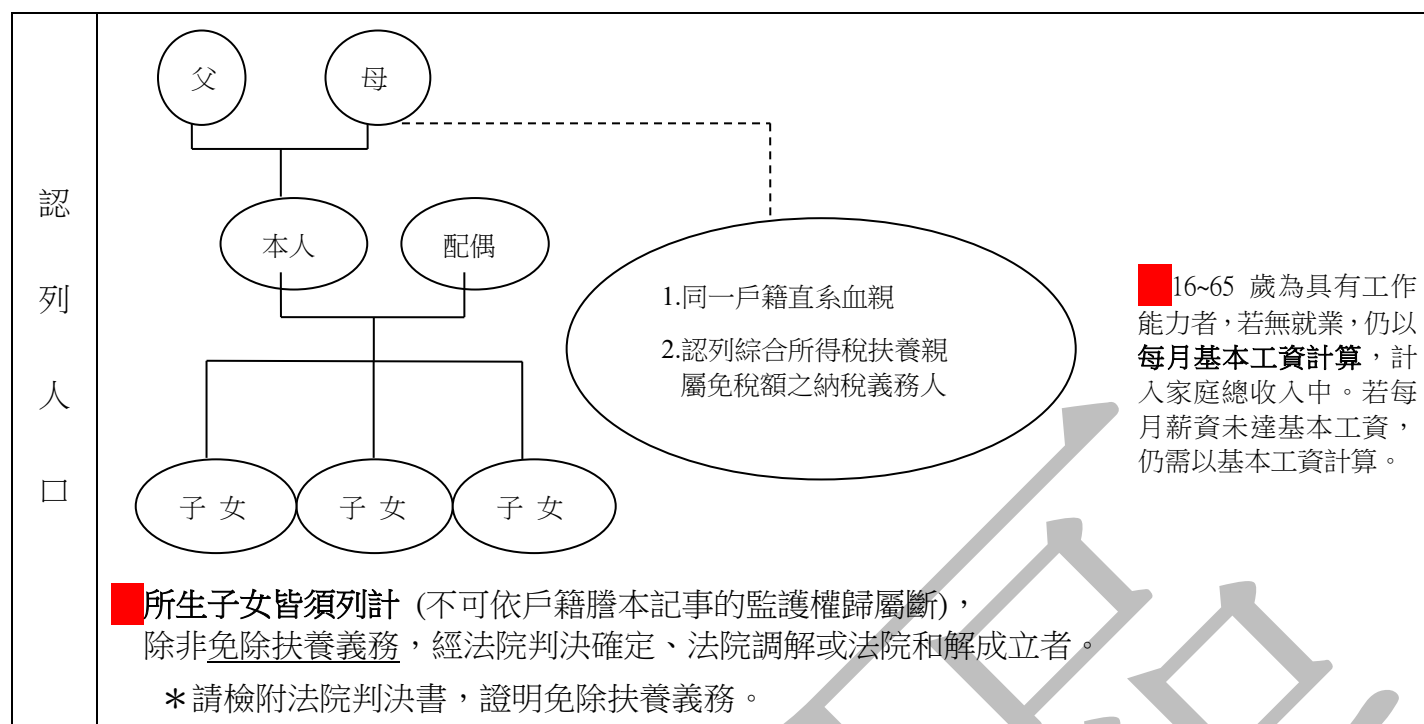 認
列
人
口
父
母
本人
配偶
1.同一戶籍直系血親
2.認列綜合所得稅扶養親
屬免稅額之納稅義務人
16~65 歲為具有工作
能力者，若無就業，仍以
每月基本工資計算，計
入家庭總收入中。若每
月薪資未達基本工資，
仍需以基本工資計算。
子 女
子 女
子 女
所生子女皆須列計 (不可依戶籍謄本記事的監護權歸屬斷)，
除非免除扶養義務，經法院判決確定、法院調解或法院和解成立者。
＊請檢附法院判決書，證明免除扶養義務。